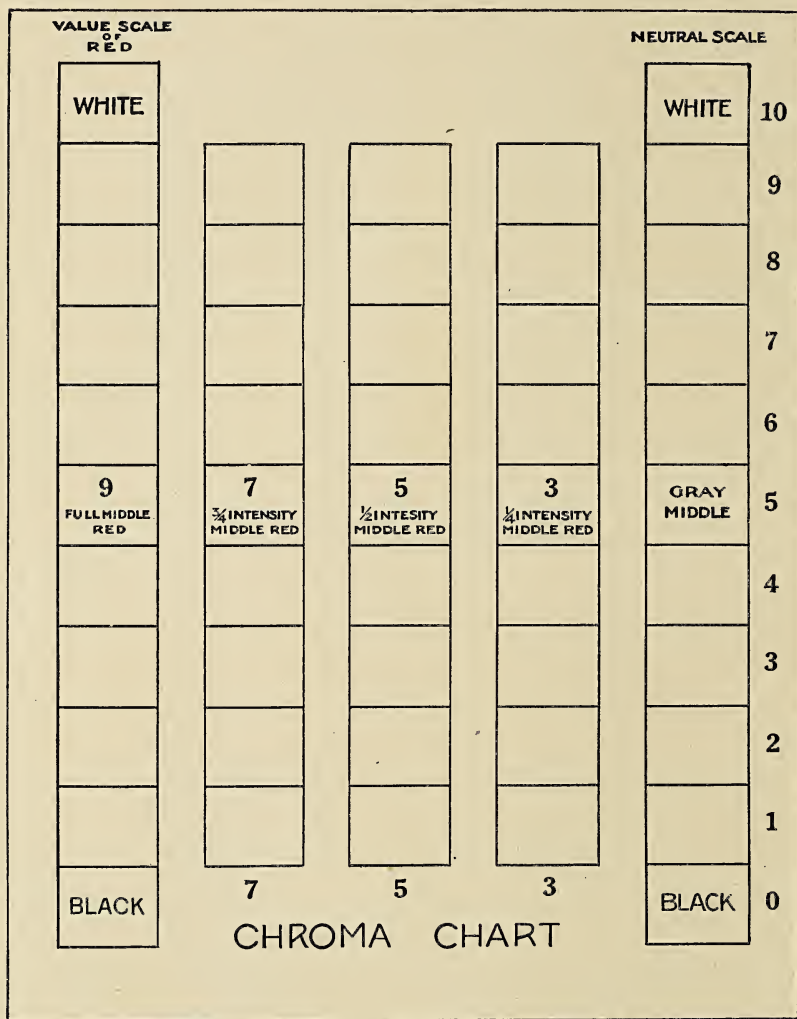 VALUE SCALE
OF
RED
NEUTRAL SCALE
WHITE
WHITE 10
9
8
7
6
9
FULL MIDDLE
RED
7
¾ INTENSITY
MIDDLE RED
5
½ INTESITY
MIDDLE RED
3
¼ INTENSITY
MIDDLE RED
GRAY
MIDDLE
5
4
3
2
1
BLACK
7 5 3
BLACK 0
CHROMA CHART